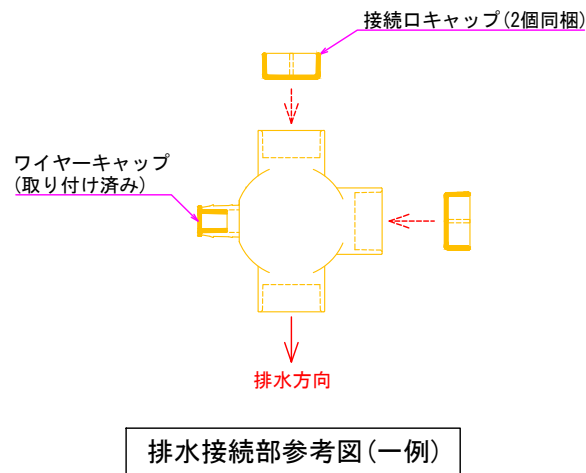 接続口キャップ(2個同梱)
ワイヤーキャップ
(取り付け済み)
排水方向
排水接続部参考図(一例)